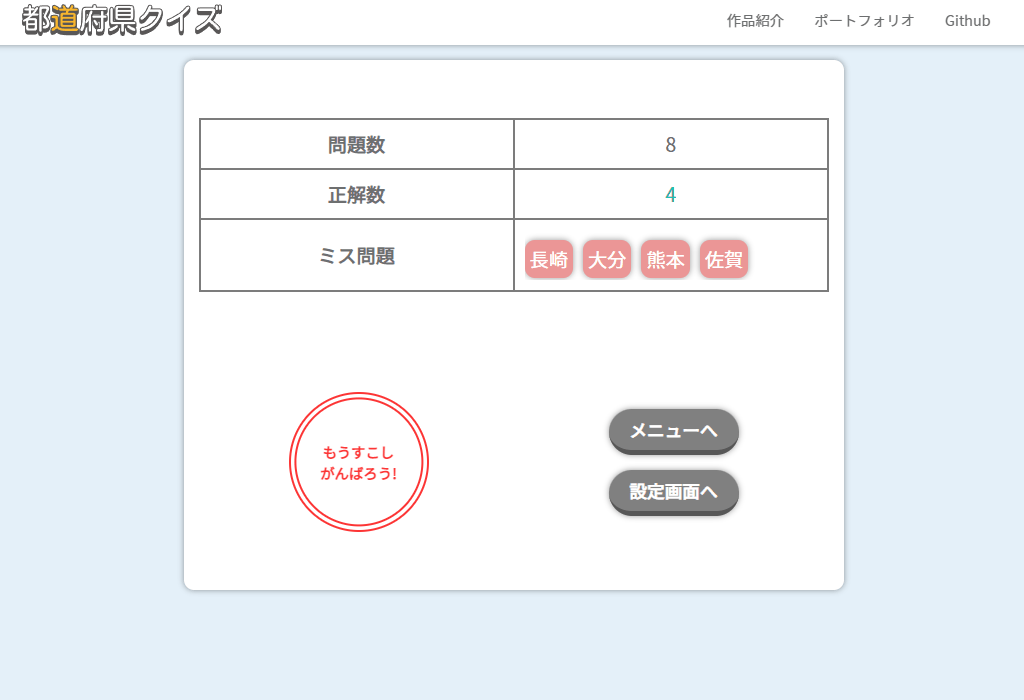 都道府県クイズ
作品紹介 ポートフォリオ Github
問題数 8
正解数 4
ミス問題 長崎 大分 熊本 佐賀
もうすこし
がんばろう!
メニューへ
設定画面へ